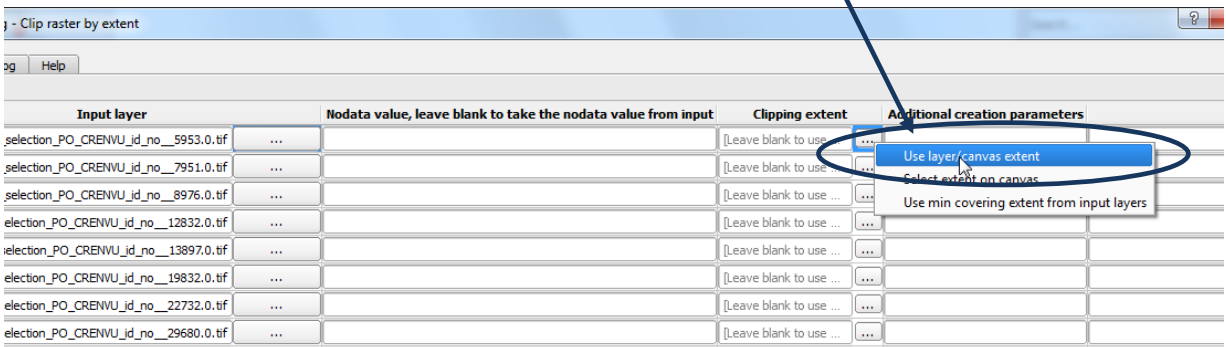 g - Clip raster by extent ?
og Help
Input layer Nodata value, leave blank to take the nodata value from input Clipping extent Additional creation parameters
_selection_PO_CRENVU_id_no__5953.0.tif ... [Leave blank to use ... ...
Use layer/canvas extent
_selection_PO_CRENVU_id_no__7951.0.tif ... [Leave blank to use ... ...
Select extent on canvas
_selection_PO_CRENVU_id_no__8976.0.tif ... [Leave blank to use ... ...
Use min covering extent from input layers
election_PO_CRENVU_id_no__12832.0.tif ... [Leave blank to use ... ...
selection_PO_CRENVU_id_no__13897.0.tif ... [Leave blank to use ... ...
election_PO_CRENVU_id_no__19832.0.tif ... [Leave blank to use ... ...
election_PO_CRENVU_id_no__22732.0.tif ... [Leave blank to use ... ...
election_PO_CRENVU_id_no__29680.0.tif ... [Leave blank to use ... ...